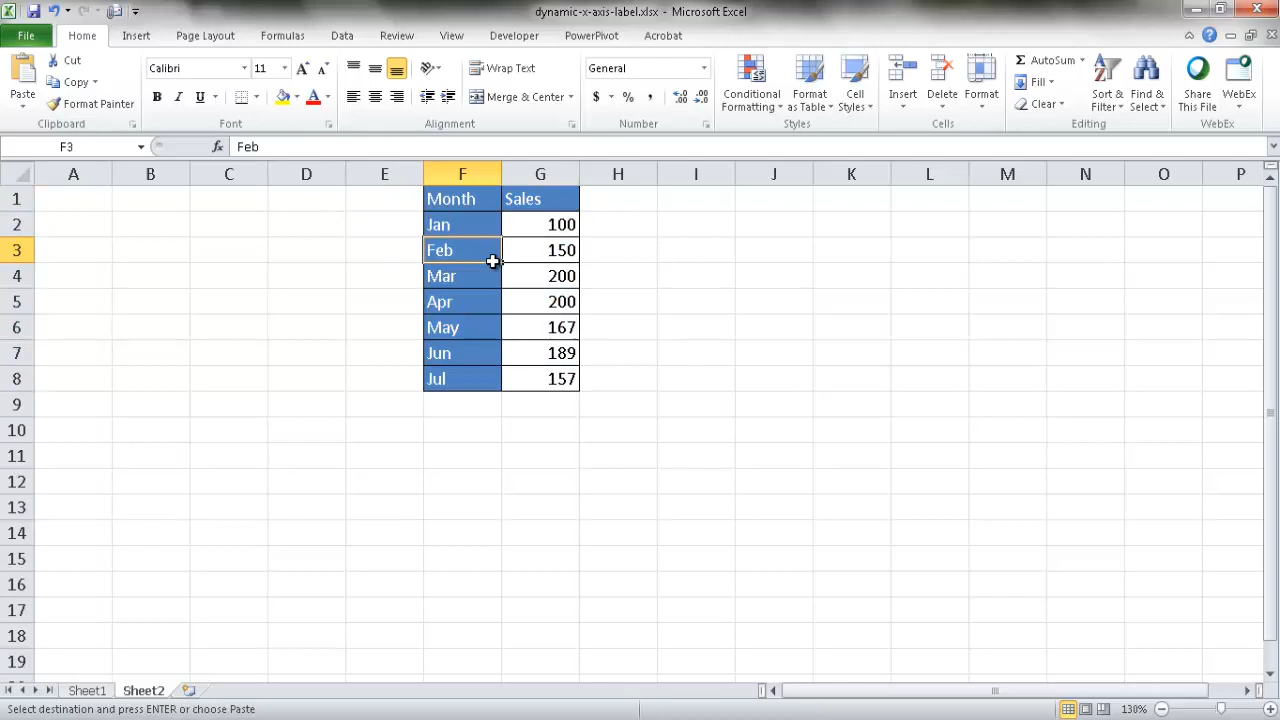 dynamic-x-axis-label.xlsx - Microsoft Excel
File Home Insert Page Layout Formulas Data Review View Developer PowerPivot Acrobat
Paste
Cut
Copy
Format Painter
Clipboard
Calibri 11
B I U
Font
Wrap Text
Merge & Center
Alignment
General
$ % ,
Number
Conditional Formatting
Format as Table
Cell Styles
Styles
Insert Delete Format
Cells
AutoSum
Fill
Clear
Sort & Filter
Find & Select
Editing
Share This File
WebEx
WebEx
F3 fx Feb
A B C D E F G H I J K L M N O P
1 Month Sales
2 Jan 100
3 Feb 150
4 Mar 200
5 Apr 200
6 May 167
7 Jun 189
8 Jul 157
9
10
11
12
13
14
15
16
17
18
19
Sheet1 Sheet2
Select destination and press ENTER or choose Paste 130%